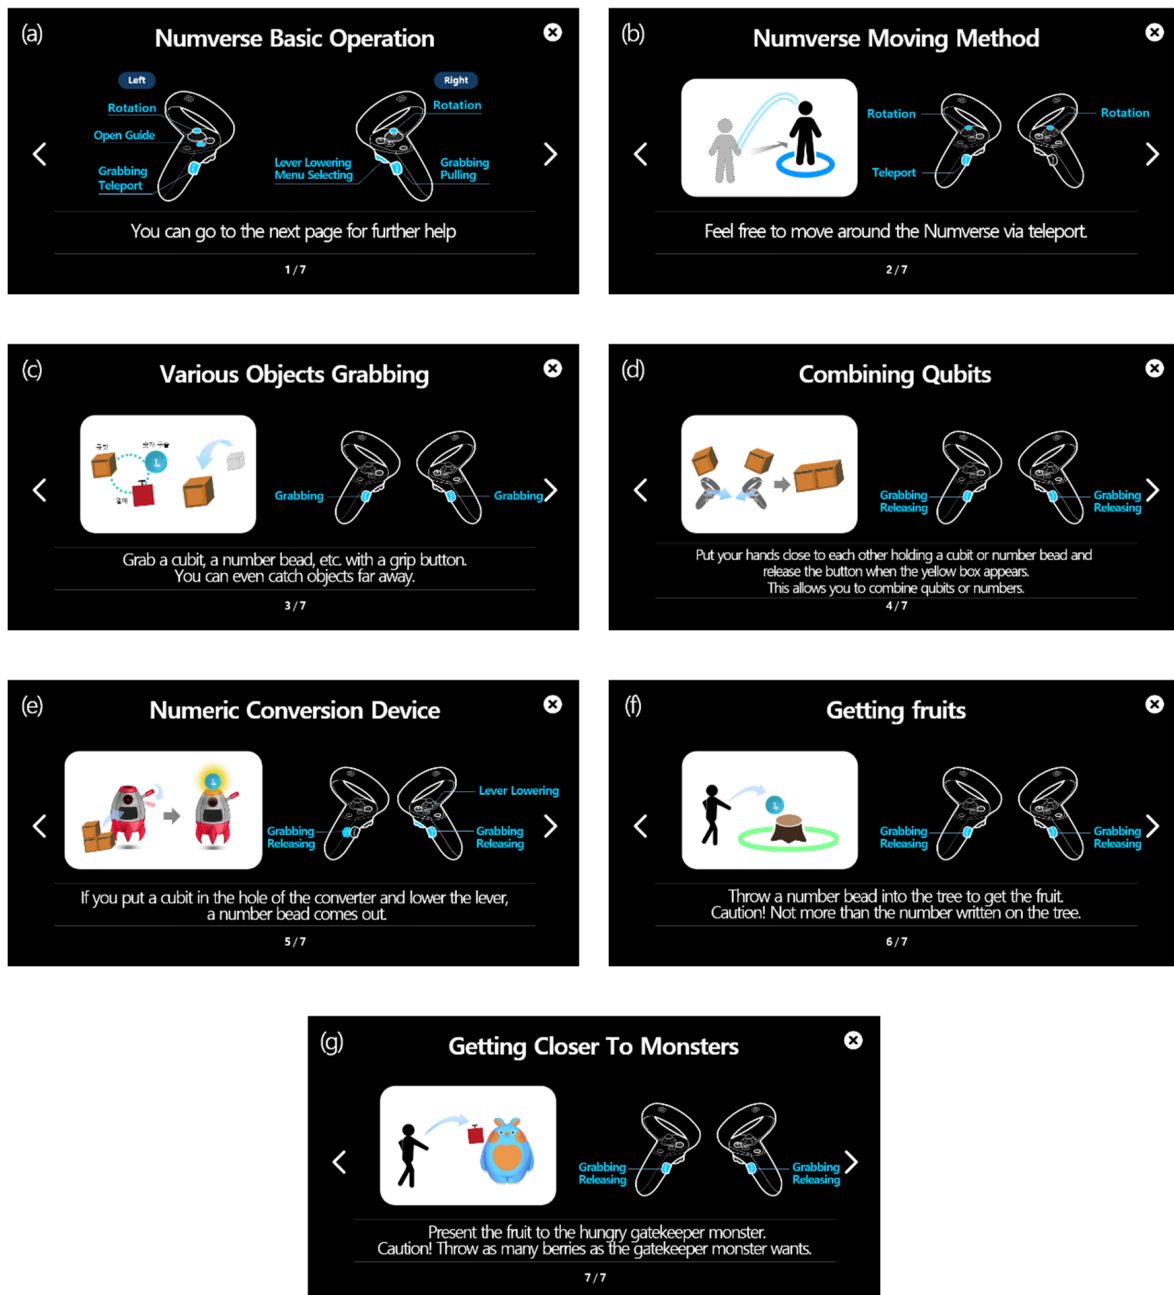 (a)
Numverse Basic Operation
Left
Right
Rotation
Rotation
Open Guide
Grabbing
Teleport
Lever Lowering
Menu Selecting
Grabbing
Pulling
You can go to the next page for further help
1 / 7
(b)
Numverse Moving Method
Rotation
Rotation
Teleport
Feel free to move around the Numverse via teleport.
2 / 7
(c)
Various Objects Grabbing
숫자 구슬
열매
1
Grabbing
Grabbing
Grab a cubit, a number bead, etc. with a grip button.
You can even catch objects far away.
3 / 7
(d)
Combining Qubits
Grabbing
Releasing
Grabbing
Releasing
Put your hands close to each other holding a cubit or number bead and
release the button when the yellow box appears.
This allows you to combine qubits or numbers.
4 / 7
(e)
Numeric Conversion Device
1
Lever Lowering
Grabbing
Releasing
Grabbing
Releasing
If you put a cubit in the hole of the converter and lower the lever,
a number bead comes out.
5 / 7
(f)
Getting fruits
1
Grabbing
Releasing
Grabbing
Releasing
Throw a number bead into the tree to get the fruit.
Caution! Not more than the number written on the tree.
6 / 7
(g)
Getting Closer To Monsters
Grabbing
Releasing
Grabbing
Releasing
Present the fruit to the hungry gatekeeper monster.
Caution! Throw as many berries as the gatekeeper monster wants.
7 / 7